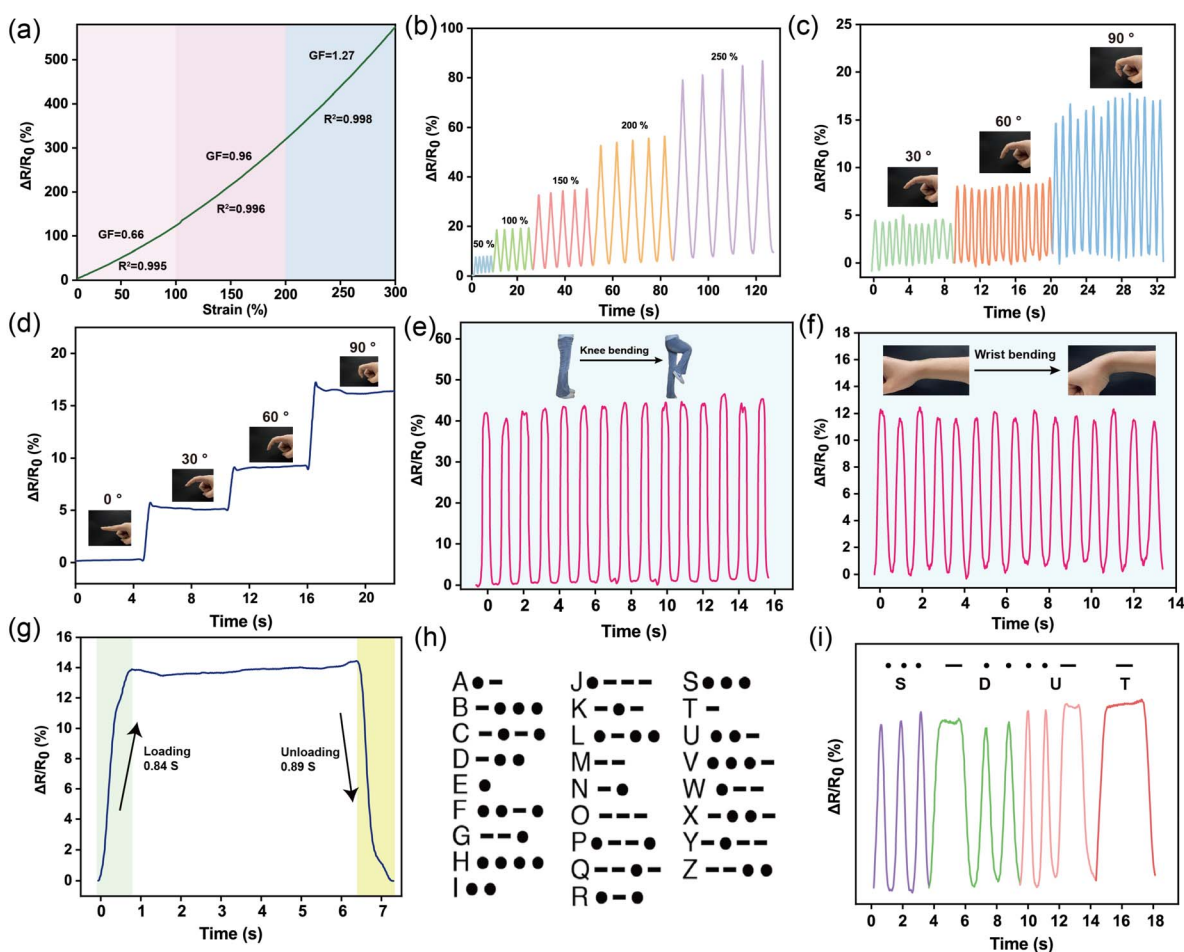 (a)
ΔR/R0 (%)
500
400
300
200
100
0
GF=1.27
R²=0.998
GF=0.96
R²=0.996
GF=0.66
R²=0.995
0 50 100 150 200 250 300
Strain (%)
(b)
ΔR/R0 (%)
100
80
60
40
20
0
50 %
100 %
150 %
200 %
250 %
0 20 40 60 80 100 120
Time (s)
(c)
ΔR/R0 (%)
25
20
15
10
5
0
30 °
60 °
90 °
0 4 8 12 16 20 24 28 32
Time (s)
(d)
ΔR/R0 (%)
20
15
10
5
0
0 °
30 °
60 °
90 °
0 4 8 12 16 20
Time (s)
(e)
ΔR/R0 (%)
60
50
40
30
20
10
0
Knee bending
0 2 4 6 8 10 12 14 16
Time (s)
(f)
ΔR/R0 (%)
18
16
14
12
10
8
6
4
2
0
Wrist bending
0 2 4 6 8 10 12 14
Time (s)
(g)
ΔR/R0 (%)
16
14
12
10
8
6
4
2
0
Loading
0.84 S
Unloading
0.89 S
0 1 2 3 4 5 6 7
Time (s)
(h)
A ●–
B –●●●
C –●–●
D –●●
E ●
F ●●–●
G ––●
H ●●●●
I ●●
J ●–––
K –●–
L ●–●●
M ––
N –●
O –––
P ●––●
Q ––●–
R ●–●
S ●●●
T –
U ●●–
V ●●●–
W ●–
X –●●–
Y –●–
Z ––●●
(i)
ΔR/R0 (%)
● ● ● — ● ● ● ● — —
S D U T
0 2 4 6 8 10 12 14 16 18
Time (s)